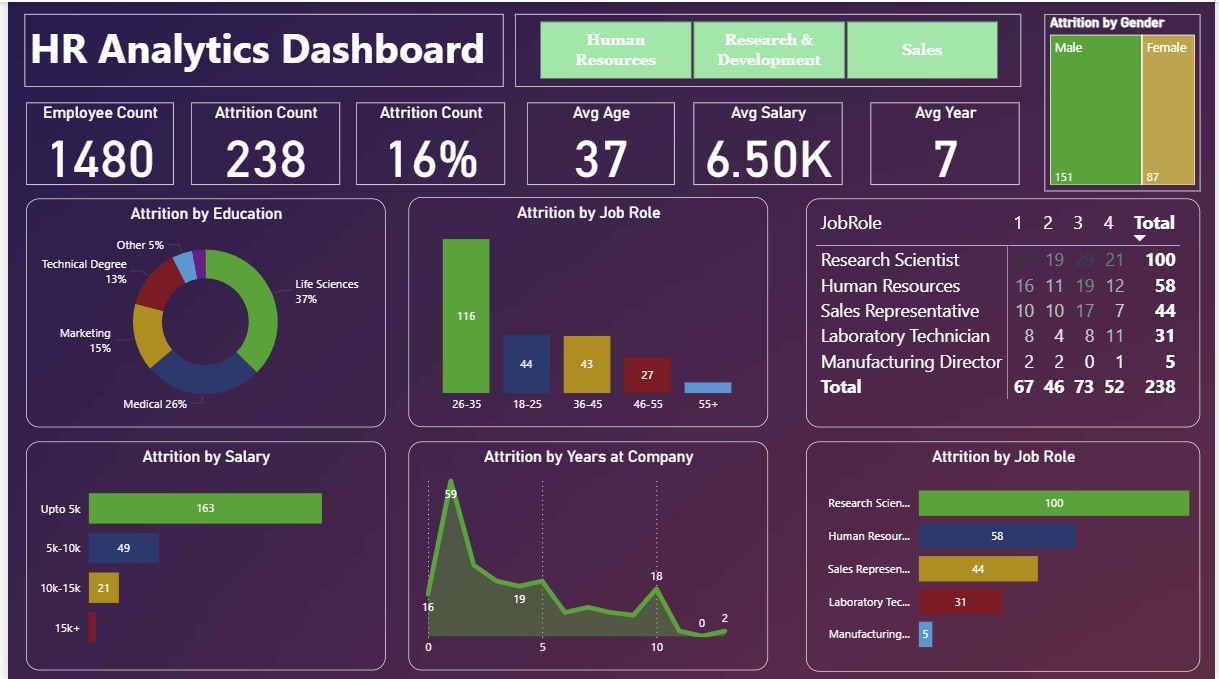 HR Analytics Dashboard
Human
Resources
Research &
Development
Sales
Attrition by Gender
Male
Female
151
87
Employee Count
1480
Attrition Count
238
Attrition Count
16%
Avg Age
37
Avg Salary
6.50K
Avg Year
7
Attrition by Education
Other 5%
Technical Degree
13%
Life Sciences
37%
Marketing
15%
Medical 26%
Attrition by Job Role
116
44
43
27
26-35 18-25 36-45 46-55 55+
JobRole 1 2 3 4 Total
Research Scientist 19 29 21 100
Human Resources 16 11 19 12 58
Sales Representative 10 10 17 7 44
Laboratory Technician 8 4 8 11 31
Manufacturing Director 2 2 0 1 5
Total 67 46 73 52 238
Attrition by Salary
Upto 5k 163
5k-10k 49
10k-15k 21
15k+
Attrition by Years at Company
59
16
19
18
0
2
0 5 10
Attrition by Job Role
Research Scien... 100
Human Resour... 58
Sales Represen... 44
Laboratory Tec... 31
Manufacturing... 5